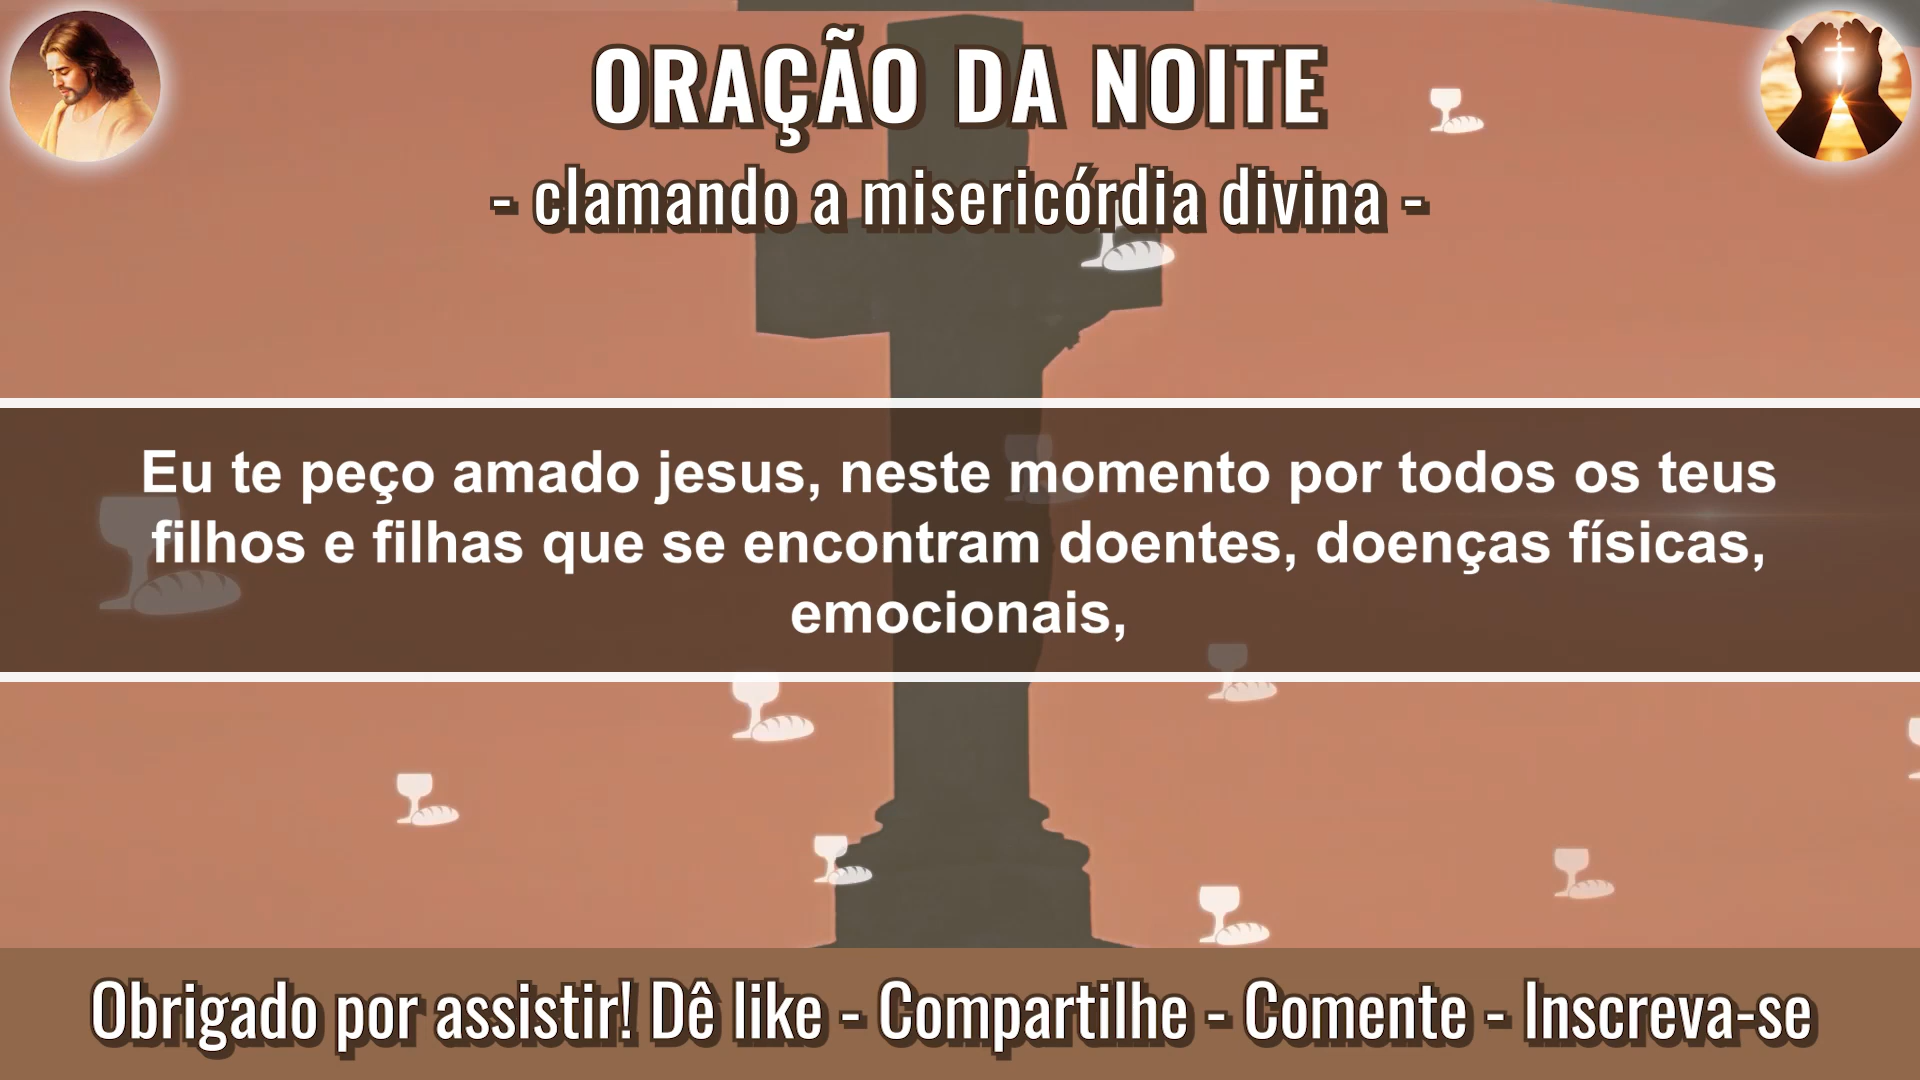 ORAÇÃO DA NOITE
- clamando a misericórdia divina -
Eu te peço amado jesus, neste momento por todos os teus
filhos e filhas que se encontram doentes, doenças físicas,
emocionais,
Obrigado por assistir! Dê like - Compartilhe - Comente - Inscreva-se